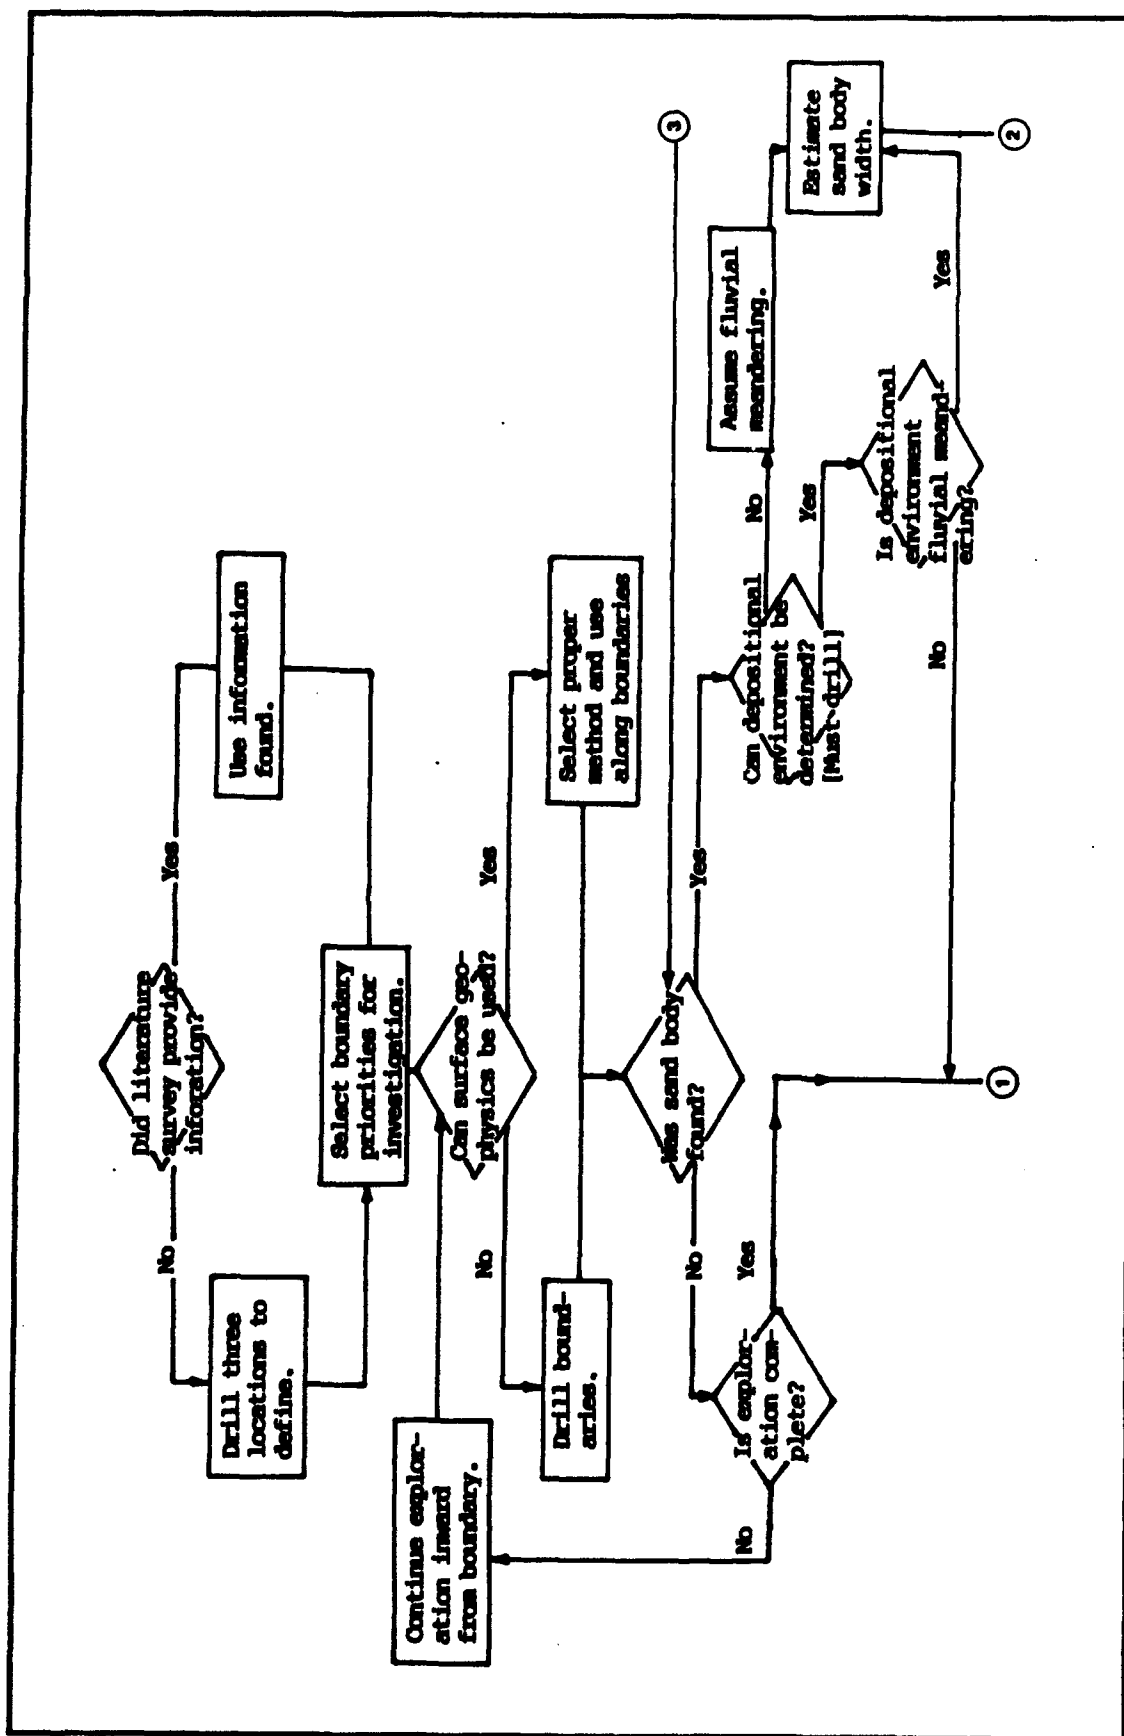 Did literature
survey provide
inforation?
No
Yes
Drill three
locations to
define.
Use information
found.
Select boundary
priorities for
investigation.
Continue explor-
ation inward
from boundary.
Can surface geo-
physics be used?
No
Yes
Drill bound-
aries.
Select proper
method and use
along boundaries
3
Was sand body
found?
No
Yes
Is explor-
ation com-
plete?
No
Yes
Can depositional
environment be
determined?
[Must drill]
No
Yes
Assume fluvial
meandering.
Estimate
sand body
width.
Is depositional
environment
fluvial meand-
ering?
No
Yes
1
2